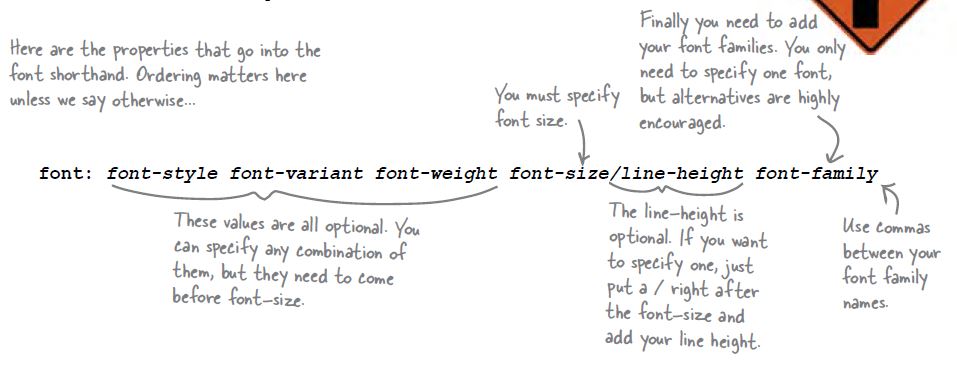 Here are the properties that go into the
font shorthand. Ordering matters here
unless we say otherwise...
You must specify
font size.
Finally you need to add
your font families. You only
need to specify one font,
but alternatives are highly
encouraged.
font: font-style font-variant font-weight font-size/line-height font-family
These values are all optional. You
can specify any combination of
them, but they need to come
before font-size.
The line-height is
optional. If you want
to specify one, just
put a / right after
the font-size and
add your line height.
Use commas
between your
font family
names.